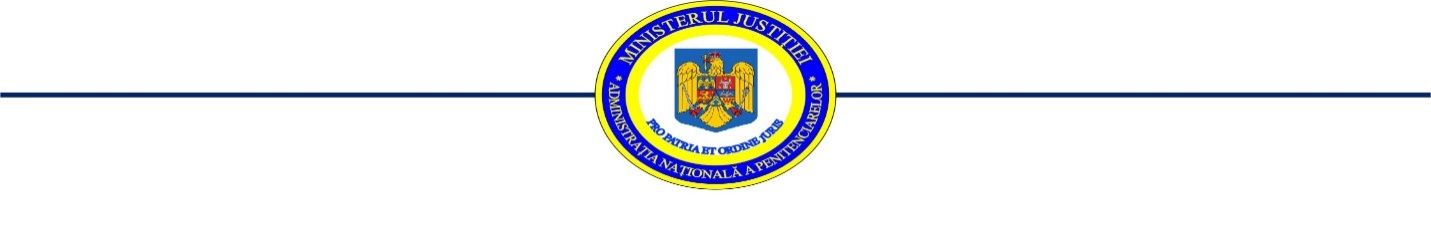 MINISTERUL JUSTIȚIEI
* ADMINISTRAȚIA NAȚIONALĂ A PENITENCIARELOR *
PRO PATRIA ET ORDINE JURIS